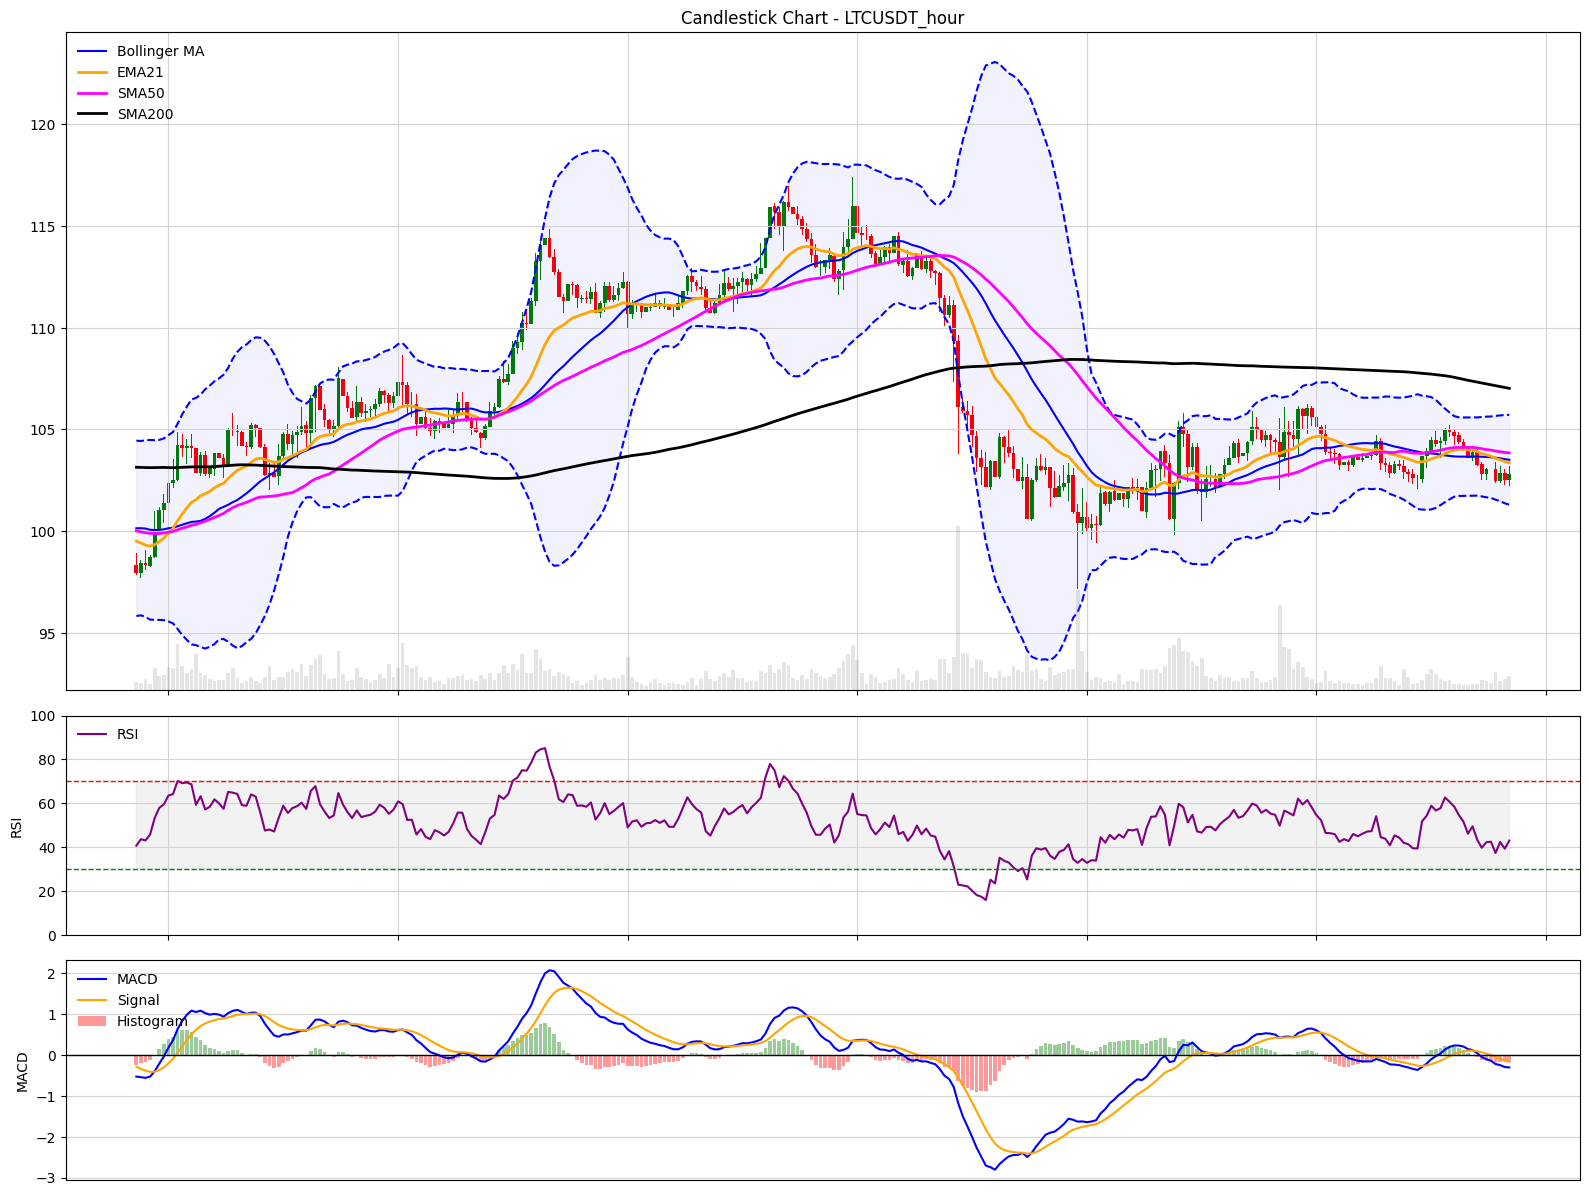 Candlestick Chart - LTCUSDT_hour
Bollinger MA
EMA21
SMA50
SMA200
120
115
110
105
100
95
RSI
100
80
60
40
20
0
RSI
MACD
Signal
Histogram
2
1
0
−1
−2
−3
MACD